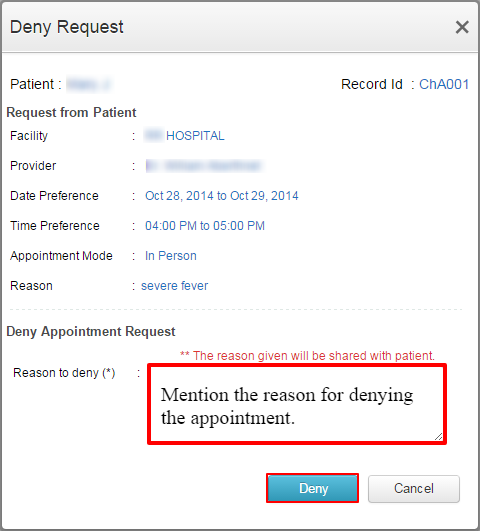 Deny Request
Patient :
Record Id : ChA001
Request from Patient
Facility : HOSPITAL
Provider :
Date Preference : Oct 28, 2014 to Oct 29, 2014
Time Preference : 04:00 PM to 05:00 PM
Appointment Mode : In Person
Reason : severe fever
Deny Appointment Request
** The reason given will be shared with patient.
Reason to deny (*) :
Mention the reason for denying
the appointment.
Deny Cancel